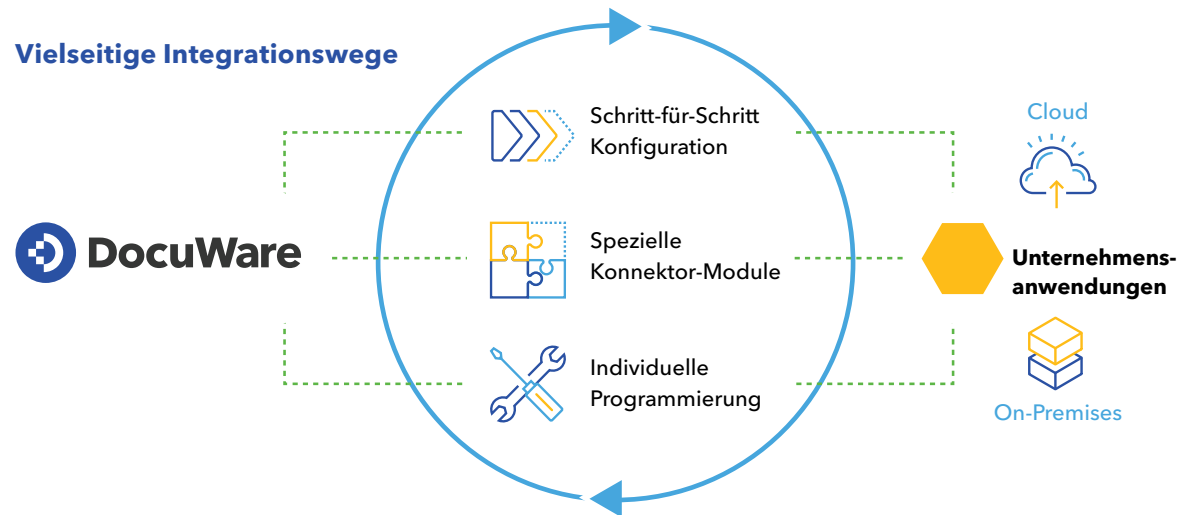 Vielseitige Integrationswege
Schritt-für-Schritt
Konfiguration
Cloud
DocuWare
Spezielle
Konnektor-Module
Unternehmens-
anwendungen
Individuelle
Programmierung
On-Premises